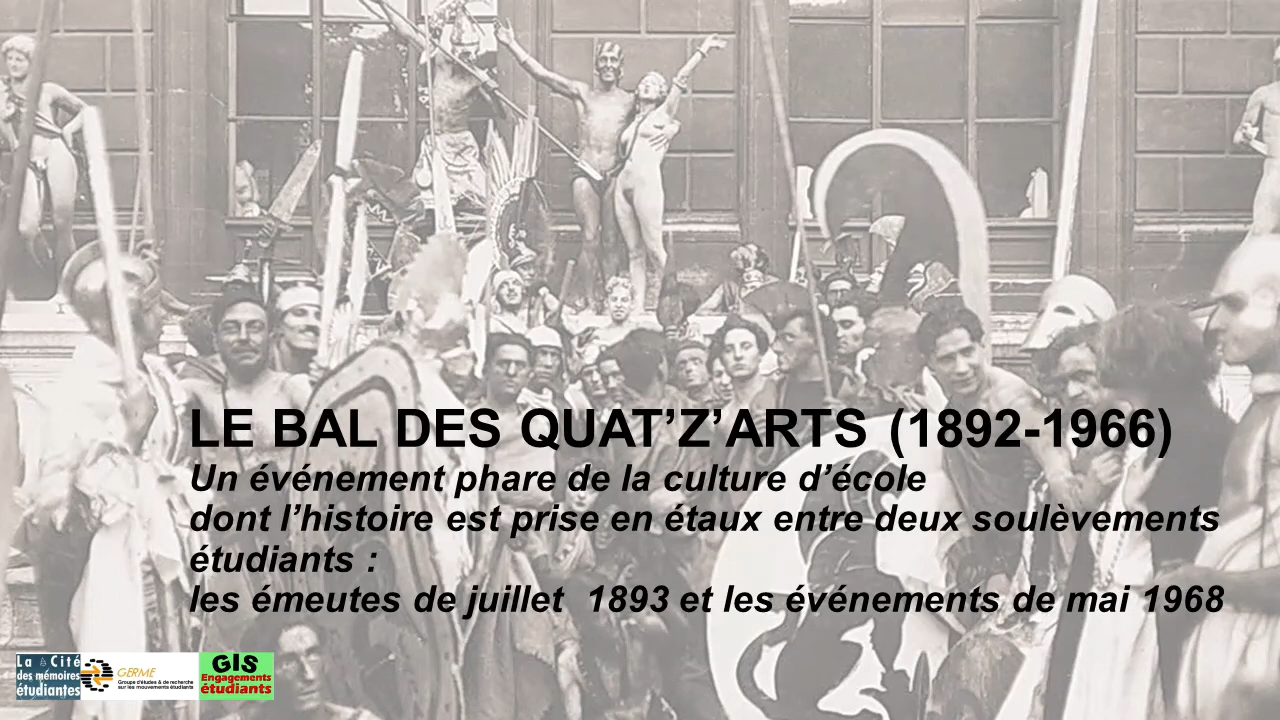 LE BAL DES QUAT’Z’ARTS (1892-1966)
Un événement phare de la culture d’école
dont l’histoire est prise en étaux entre deux soulèvements
étudiants :
les émeutes de juillet  1893 et les événements de mai 1968
La Cité
des mémoires
étudiantes
GERME
Groupe d'études & de recherche
sur les mouvements étudiants
GIS
Engagements
étudiants